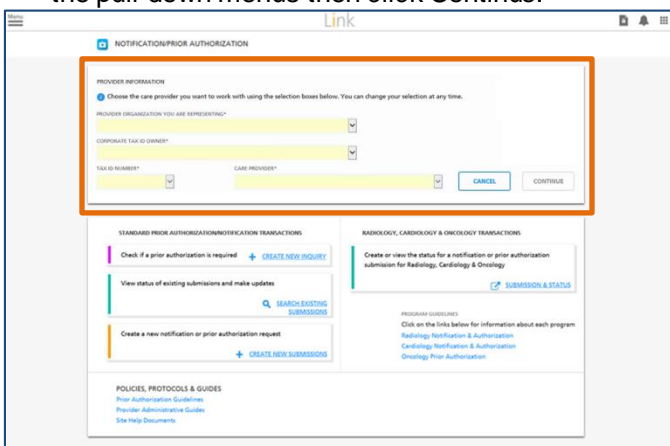 the pair down menus then click Continue.
Menu
Link
NOTIFICATION/PRIOR AUTHORIZATION
PROVIDER INFORMATION
Choose the care provider you want to work with using the selection boxes below. You can change your selection at any time.
PROVIDER ORGANIZATION YOU ARE REPRESENTING*
CORPORATE TAX ID OWNER*
TAX ID NUMBER*
CARE PROVIDER*
CANCEL
CONTINUE
STANDARD PRIOR AUTHORIZATION/NOTIFICATION TRANSACTIONS
Check if a prior authorization is required
CREATE NEW INQUIRY
View status of existing submissions and make updates
SEARCH EXISTING
SUBMISSIONS
Create a new notification or prior authorization request
CREATE NEW SUBMISSIONS
RADIOLOGY, CARDIOLOGY & ONCOLOGY TRANSACTIONS
Create or view the status for a notification or prior authorization
submission for Radiology, Cardiology & Oncology
SUBMISSION & STATUS
PROGRAM GUIDELINES
Click on the links below for information about each program
Radiology Notification & Authorization
Cardiology Notification & Authorization
Oncology Prior Authorization
POLICIES, PROTOCOLS & GUIDES
Prior Authorization Guidelines
Provider Administrative Guides
Site Help Documents